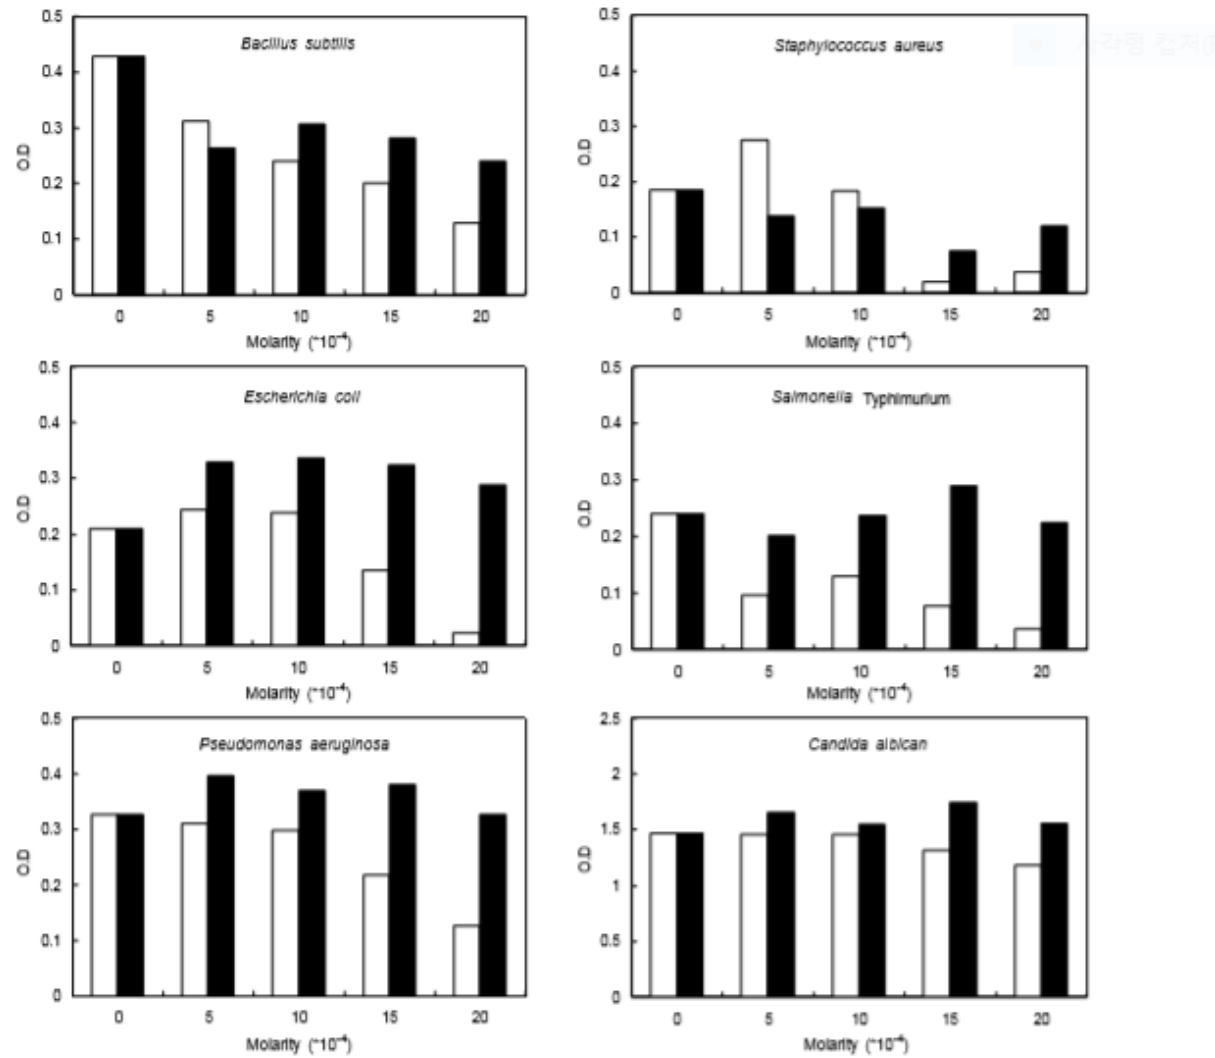 Bacillus subtilis
0.5
0.4
0.3
0.2
0.1
0
O.D
0 5 10 15 20
Molarity (*10⁻⁴)
사각형 캡처(
Staphylococcus aureus
0.5
0.4
0.3
0.2
0.1
0
O.D
0 5 10 15 20
Molarity (*10⁻⁴)
Escherichia coli
0.5
0.4
0.3
0.2
0.1
0
O.D
0 5 10 15 20
Molarity (*10⁻⁴)
Salmonella Typhimurium
0.5
0.4
0.3
0.2
0.1
0
O.D
0 5 10 15 20
Molarity (*10⁻⁴)
Pseudomonas aeruginosa
0.5
0.4
0.3
0.2
0.1
0
O.D
0 5 10 15 20
Molarity (*10⁻⁴)
Candida albican
2.5
2
1.5
1
0.5
0
O.D
0 5 10 15 20
Molarity (*10⁻⁴)